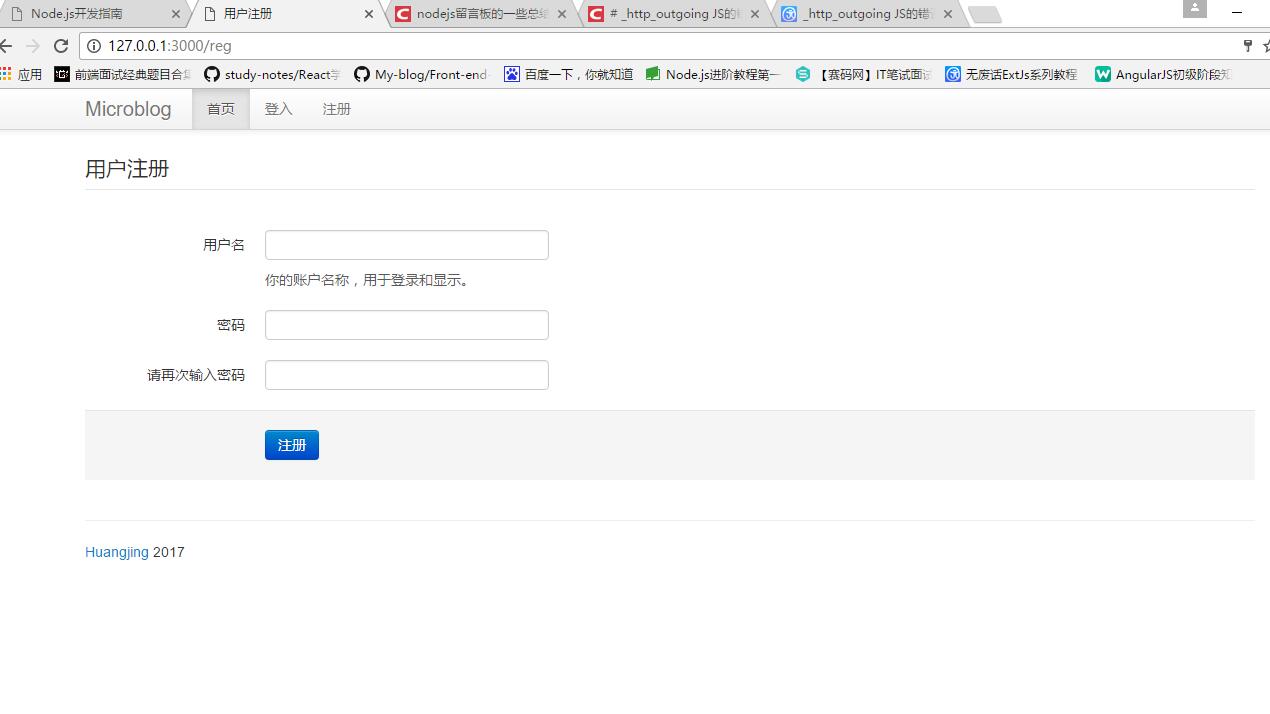 Node.js开发指南
用户注册
nodejs留言板的一些总结
# _http_outgoing JS的
_http_outgoing JS的错
127.0.0.1:3000/reg
应用
前端面试经典题目合集
study-notes/React学
My-blog/Front-end-
百度一下，你就知道
Node.js进阶教程第一
【赛码网】IT笔试面试
无废话ExtJs系列教程
AngularJS初级阶段知
Microblog
首页
登入
注册
用户注册
用户名
你的账户名称，用于登录和显示。
密码
请再次输入密码
注册
Huangjing 2017